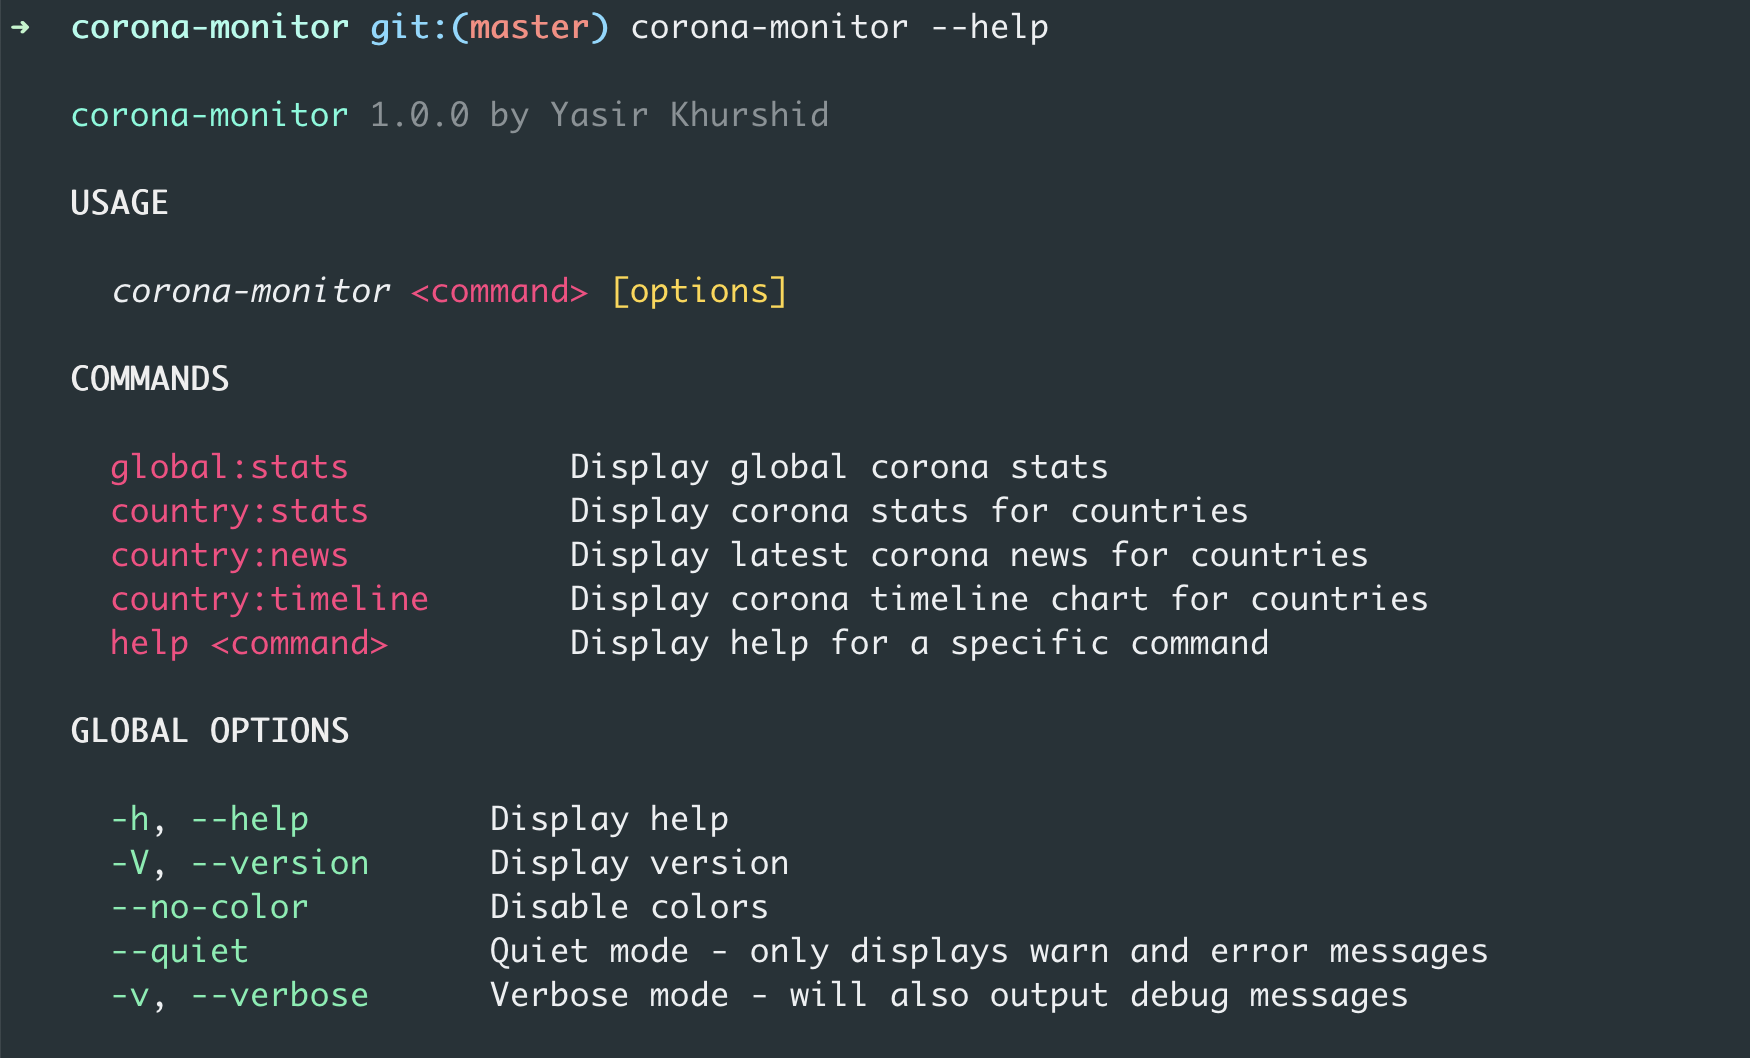 ➜ corona-monitor git:(master) corona-monitor --help
corona-monitor 1.0.0 by Yasir Khurshid
USAGE
corona-monitor <command> [options]
COMMANDS
global:stats Display global corona stats
country:stats Display corona stats for countries
country:news Display latest corona news for countries
country:timeline Display corona timeline chart for countries
help <command> Display help for a specific command
GLOBAL OPTIONS
-h, --help Display help
-V, --version Display version
--no-color Disable colors
--quiet Quiet mode - only displays warn and error messages
-v, --verbose Verbose mode - will also output debug messages